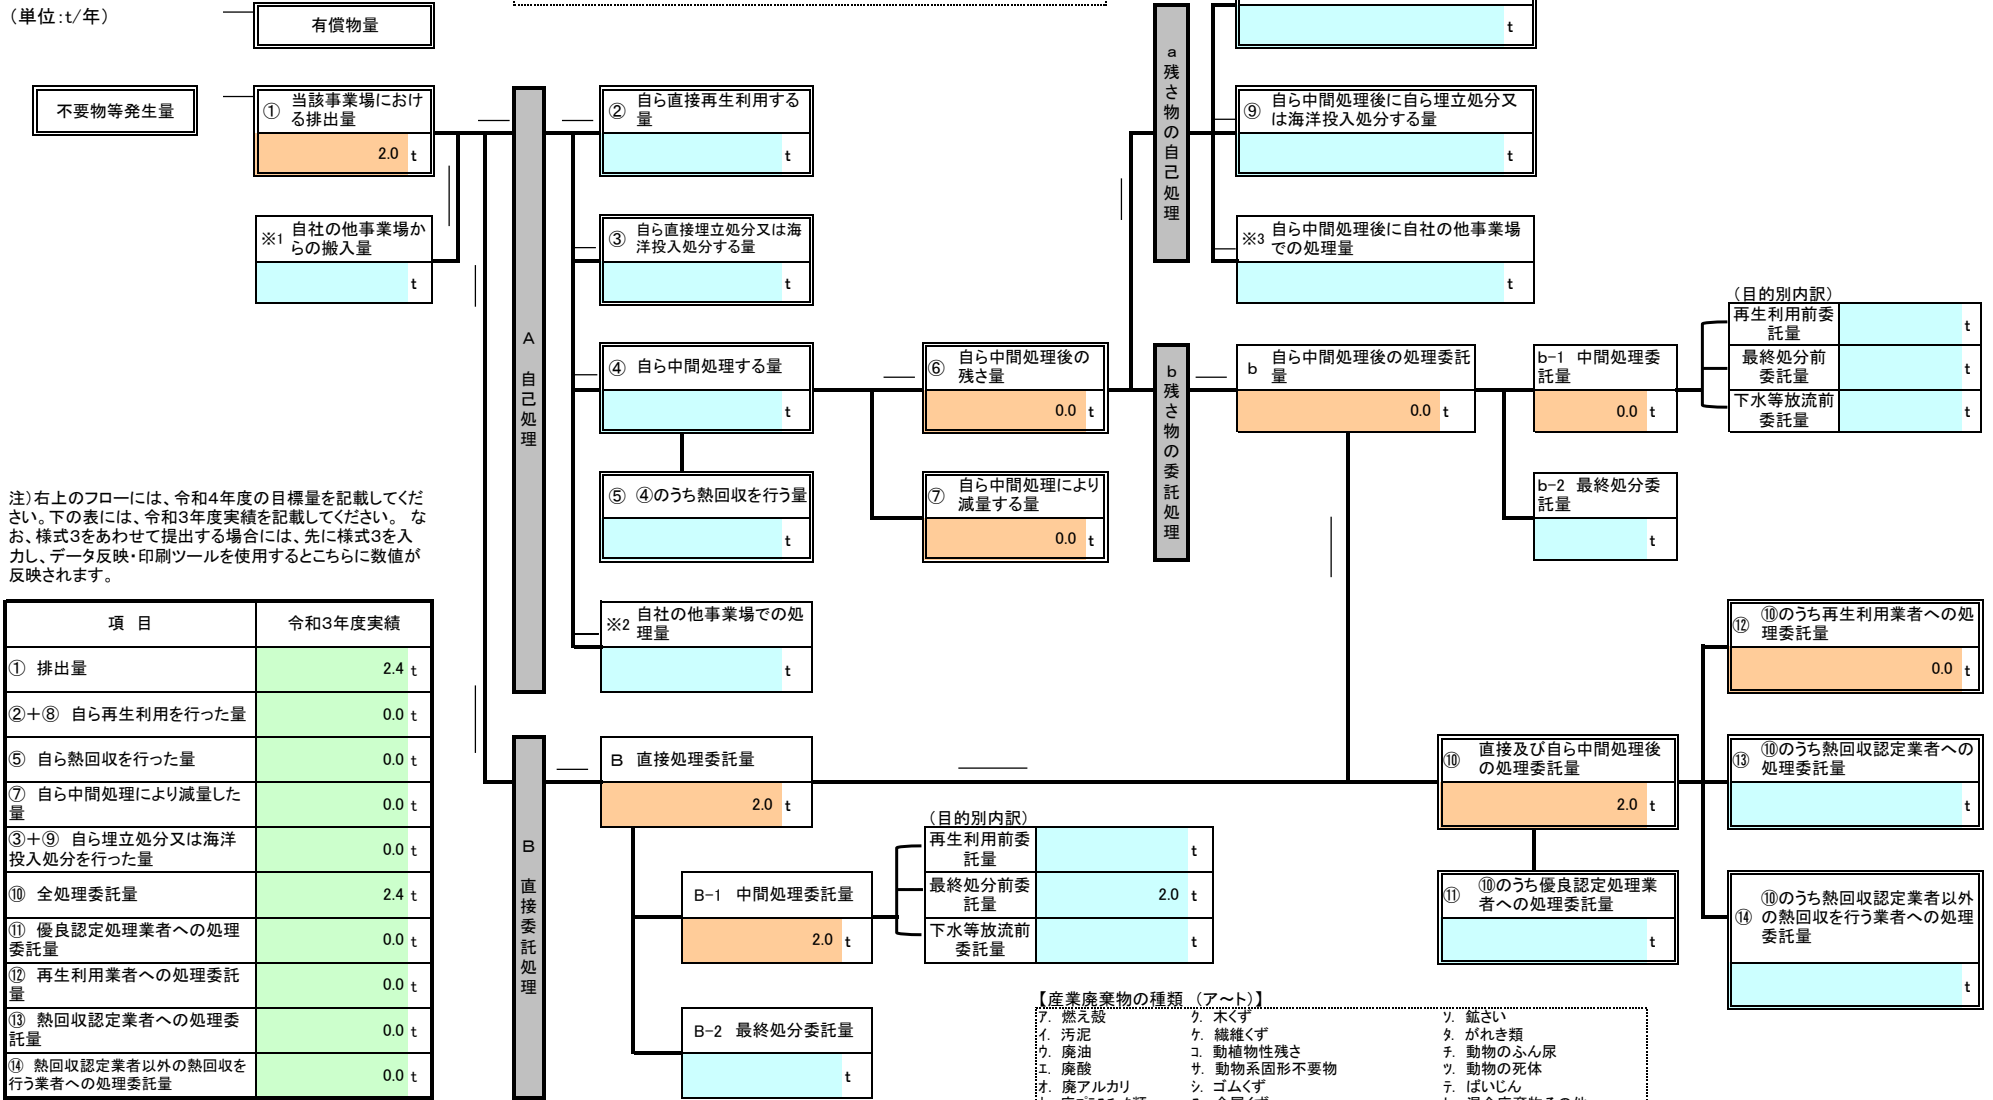 （単位：t/年）
有償物量
t
不要物等発生量
① 当該事業場におけ
る排出量
2.0 t
※1 自社の他事業場か
らの搬入量
t
A 自己処理
② 自ら直接再生利用する
量
t
③ 自ら直接埋立処分又は海
洋投入処分する量
t
④ 自ら中間処理する量
t
⑤ ④のうち熱回収を行う量
t
※2 自社の他事業場での処
理量
t
⑥ 自ら中間処理後の
残さ量
0.0 t
⑦ 自ら中間処理により
減量する量
0.0 t
a 残さ物の自己処理
⑨ 自ら中間処理後に自ら埋立処分又
は海洋投入処分する量
t
※3 自ら中間処理後に自社の他事業場
での処理量
t
b 残さ物の委託処理
b 自ら中間処理後の処理委託
量
0.0 t
b-1 中間処理委
託量
0.0 t
（目的別内訳）
再生利用前委
託量
t
最終処分前
委託量
t
下水等放流前
委託量
t
b-2 最終処分委
託量
t
注）右上のフローには、令和４年度の目標量を記載してくだ
さい。下の表には、令和３年度実績を記載してください。 な
お、様式３をあわせて提出する場合には、先に様式３を入
力し、データ反映・印刷ツールを使用するとこちらに数値が
反映されます。
項 目 令和３年度実績
① 排出量 2.4 t
②＋⑧ 自ら再生利用を行った量 0.0 t
⑤ 自ら熱回収を行った量 0.0 t
⑦ 自ら中間処理により減量した
量 0.0 t
③＋⑨ 自ら埋立処分又は海洋
投入処分を行った量 0.0 t
⑩ 全処理委託量 2.4 t
⑪ 優良認定処理業者への処理
委託量 0.0 t
⑫ 再生利用業者への処理委託
量 0.0 t
⑬ 熱回収認定業者への処理委
託量 0.0 t
⑭ 熱回収認定業者以外の熱回収を
行う業者への処理委託量 0.0 t
B 直接委託処理
B 直接処理委託量
2.0 t
B-1 中間処理委託量
2.0 t
（目的別内訳）
再生利用前委
託量
t
最終処分前委
託量
2.0 t
下水等放流前
委託量
t
B-2 最終処分委託量
t
⑩ 直接及び自ら中間処理後
の処理委託量
2.0 t
⑪ ⑩のうち優良認定処理業
者への処理委託量
t
⑫ ⑩のうち再生利用業者への処
理委託量
0.0 t
⑬ ⑩のうち熱回収認定業者への
処理委託量
t
⑭ ⑩のうち熱回収認定業者以外
の熱回収を行う業者への処理
委託量
t
【産業廃棄物の種類 （ア～ト）】
ア. 燃え殻 ク. 木くず ソ. 鉱さい
イ. 汚泥 ケ. 繊維くず タ. がれき類
ウ. 廃油 コ. 動植物性残さ チ. 動物のふん尿
エ. 廃酸 サ. 動物系固形不要物 ツ. 動物の死体
オ. 廃アルカリ シ. ゴムくず テ. ばいじん